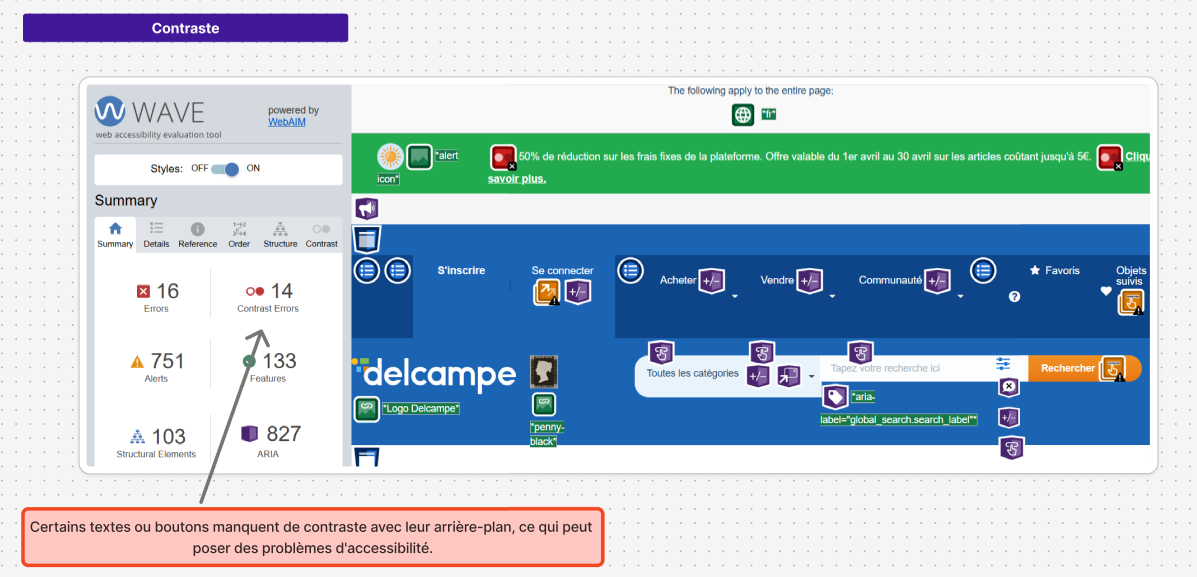 Contraste
WAVE
web accessibility evaluation tool
powered by
WebAIM
Styles: OFF ON
Summary
Summary Details Reference Order Structure Contrast
16
Errors
14
Contrast Errors
751
Alerts
133
Features
103
Structural Elements
827
ARIA
The following apply to the entire page:
*"fr"
*"alert
icon"
50% de réduction sur les frais fixes de la plateforme. Offre valable du 1er avril au 30 avril sur les articles coûtant jusqu'à 5€. Cliqu
savoir plus.
S'inscrire
Se connecter
Acheter
Vendre
Communauté
?
Favoris
Objets
suivis
delcampe
*"Logo Delcampe"
*"penny-
black"
Toutes les catégories
Tapez votre recherche ici
Rechercher
*"aria-
label="global_search.search_label""
Certains textes ou boutons manquent de contraste avec leur arrière-plan, ce qui peut
poser des problèmes d'accessibilité.